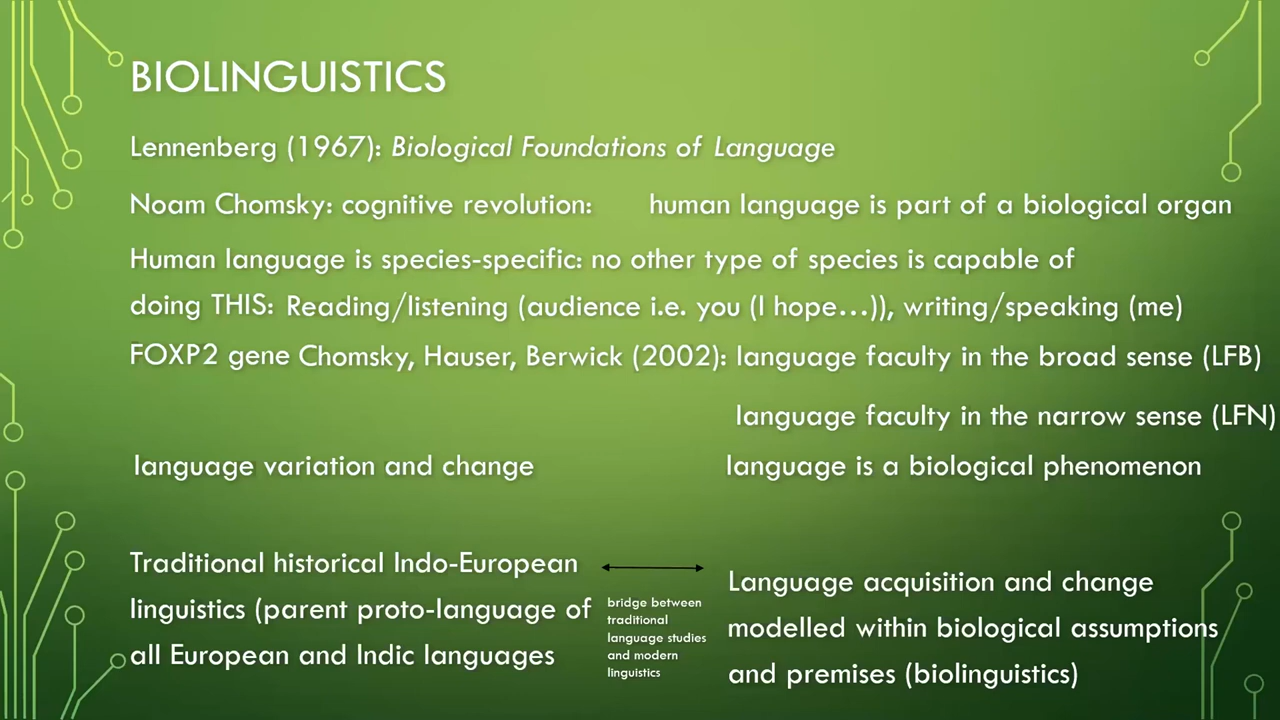 BIOLINGUISTICS
Lennenberg (1967): Biological Foundations of Language
Noam Chomsky: cognitive revolution: human language is part of a biological organ
Human language is species-specific: no other type of species is capable of
doing THIS: Reading/listening (audience i.e. you (I hope…)), writing/speaking (me)
FOXP2 gene Chomsky, Hauser, Berwick (2002): language faculty in the broad sense (LFB)
language faculty in the narrow sense (LFN)
language variation and change
language is a biological phenomenon
Traditional historical Indo-European
linguistics (parent proto-language of
all European and Indic languages
bridge between
traditional
language studies
and modern
linguistics
Language acquisition and change
modelled within biological assumptions
and premises (biolinguistics)